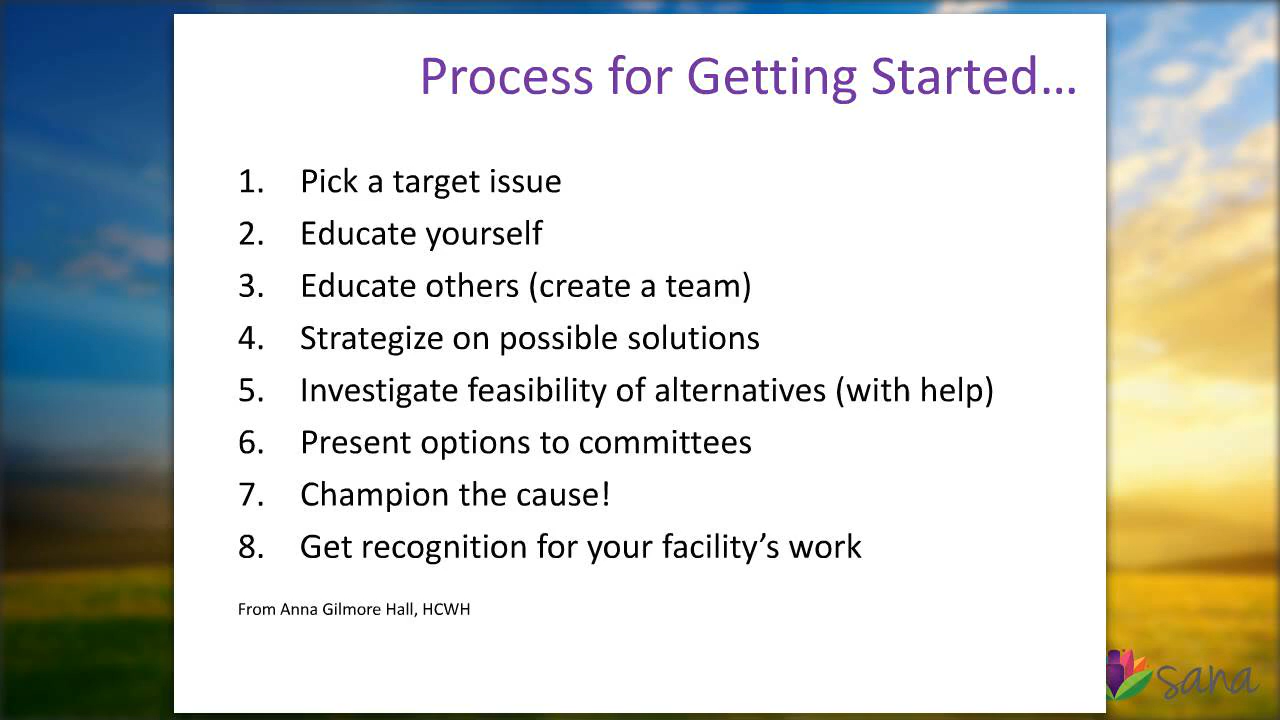 Process for Getting Started…
1. Pick a target issue
2. Educate yourself
3. Educate others (create a team)
4. Strategize on possible solutions
5. Investigate feasibility of alternatives (with help)
6. Present options to committees
7. Champion the cause!
8. Get recognition for your facility’s work
From Anna Gilmore Hall, HCWH
sana